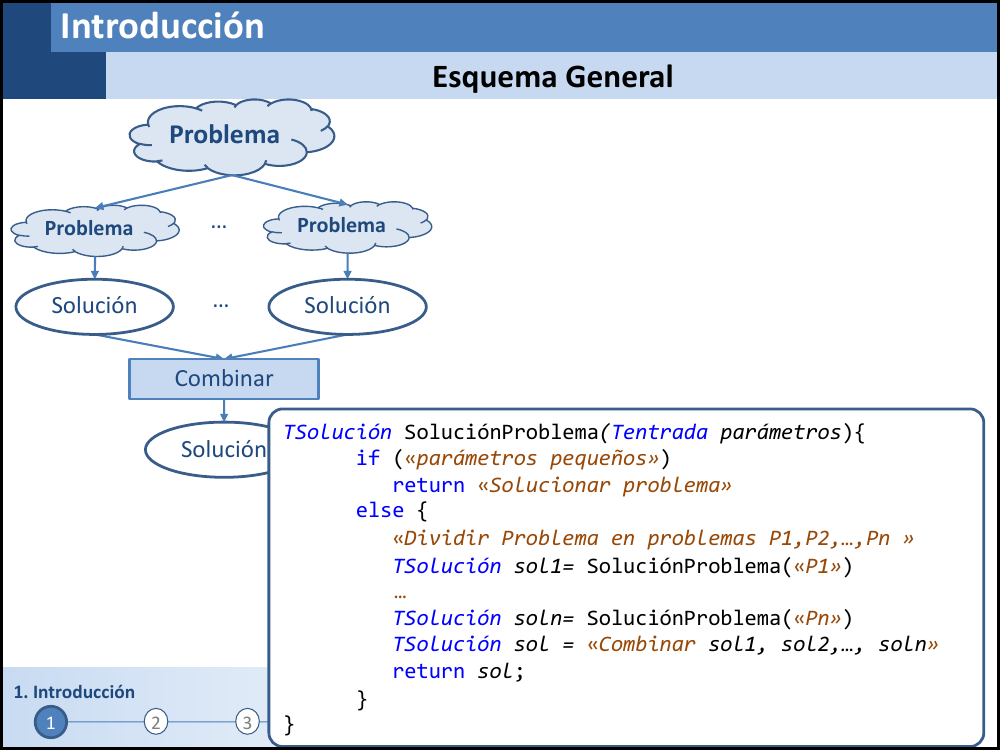 Introducción
Esquema General
Problema
Problema ... Problema
Solución ... Solución
Combinar
Solución
TSolución SoluciónProblema(Tentrada parámetros){
if («parámetros pequeños»)
return «Solucionar problema»
else {
«Dividir Problema en problemas P1,P2,…,Pn »
TSolución sol1= SoluciónProblema(«P1»)
…
TSolución soln= SoluciónProblema(«Pn»)
TSolución sol = «Combinar sol1, sol2,…, soln»
return sol;
}
}
1. Introducción
1 2 3